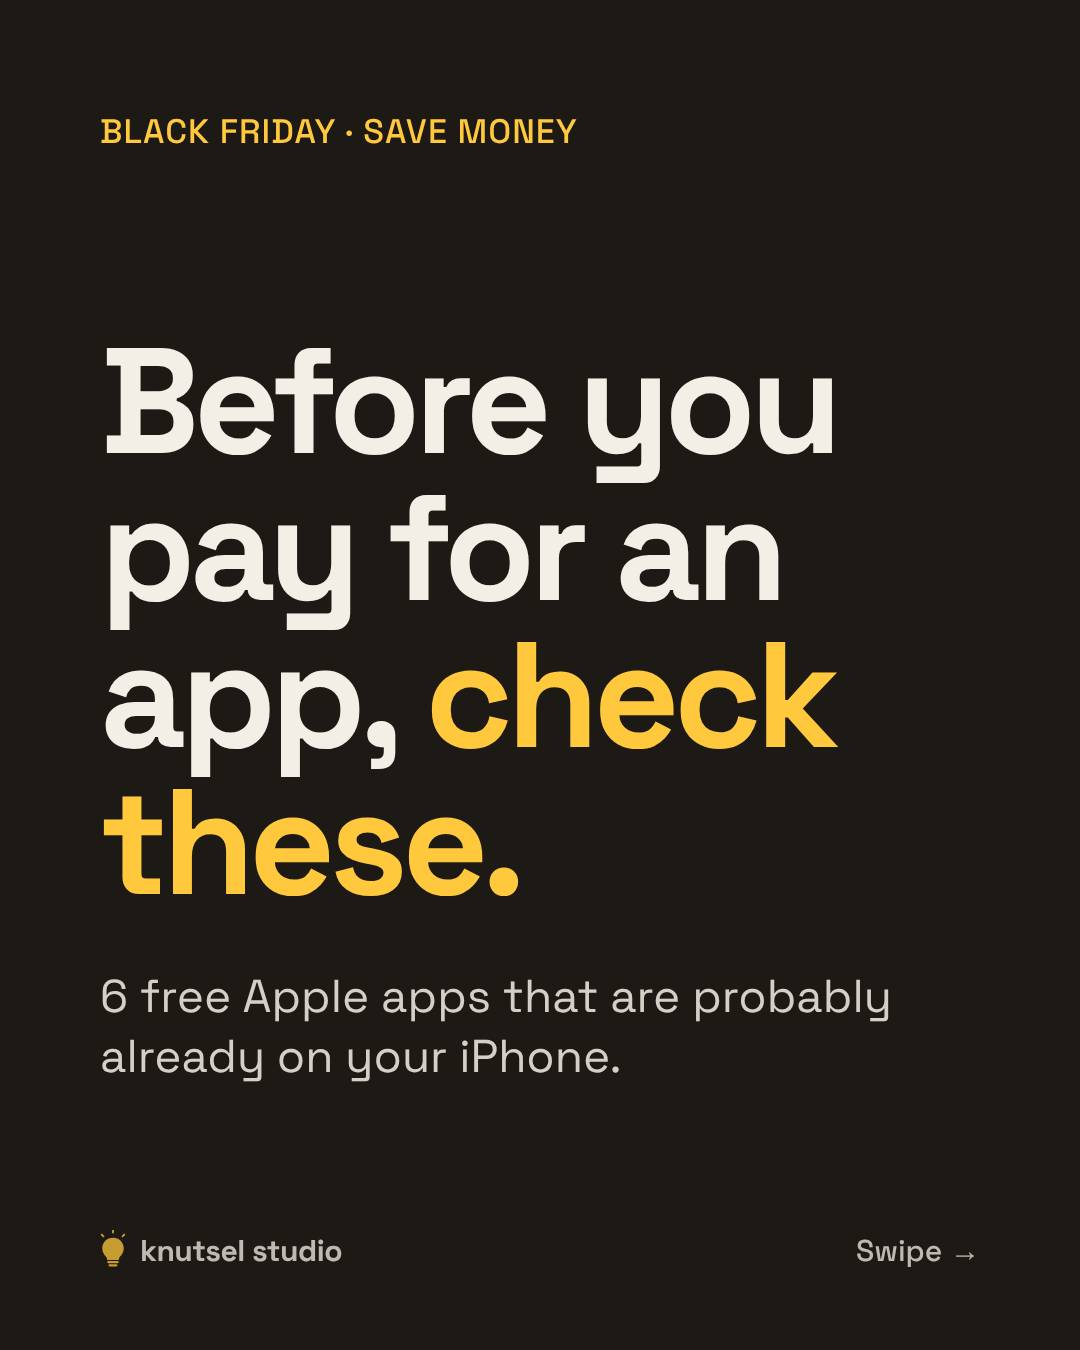 BLACK FRIDAY · SAVE MONEY
Before you
pay for an
app, check
these.
6 free Apple apps that are probably
already on your iPhone.
knutsel studio
Swipe →